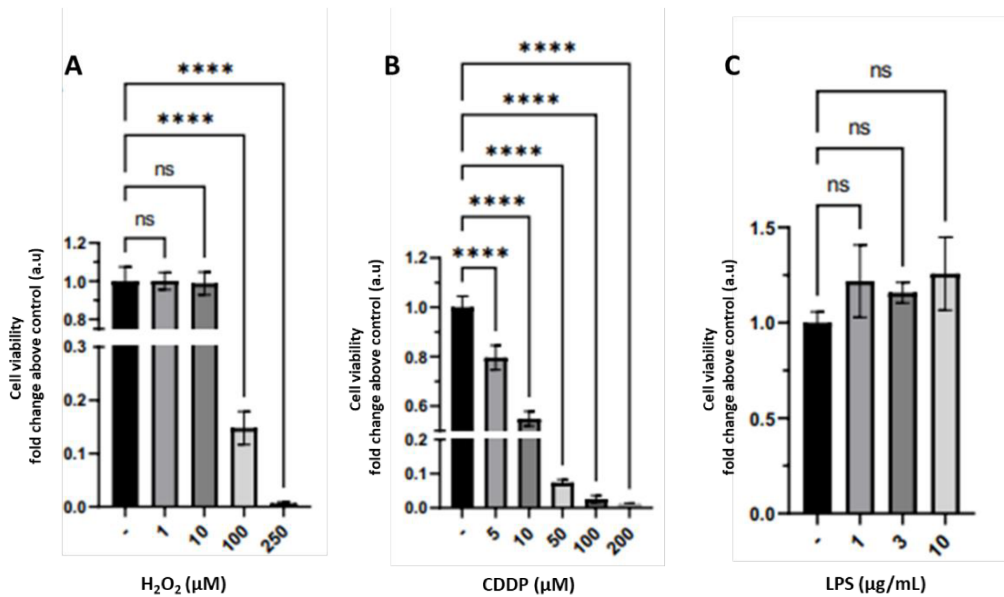 A
****
****
ns
ns
Cell viability
fold change above control (a.u)
1.2
1.0
0.8
0.3
0.2
0.1
0.0
- 1 10 100 250
H₂O₂ (μM)
B
****
****
****
****
****
Cell viability
fold change above control (a.u)
1.2
1.0
0.8
0.6
0.2
0.1
0.0
- 5 10 50 100 200
CDDP (μM)
C
ns
ns
ns
Cell viability
fold change above control (a.u)
1.5
1.0
0.5
0.0
- 1 3 10
LPS (μg/mL)